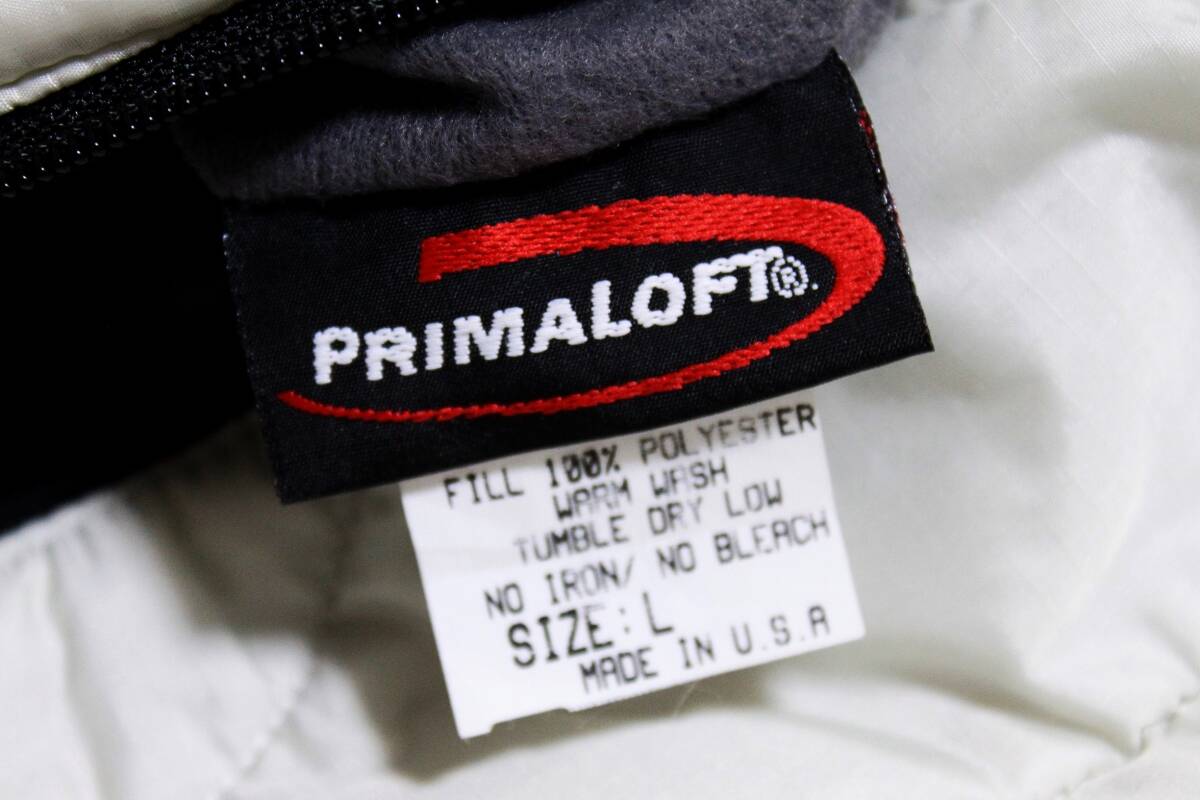 PRIMALOFT®.
FILL 100% POLYESTER
WARM WASH
TUMBLE DRY LOW
NO IRON/ NO BLEACH
SIZE: L
MADE IN U.S.A